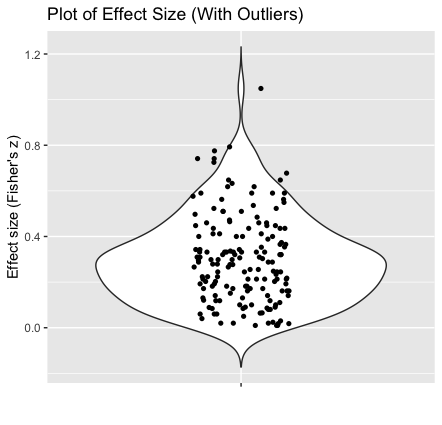 Plot of Effect Size (With Outliers)
1.2
0.8
0.4
0.0
Effect size (Fisher's z)